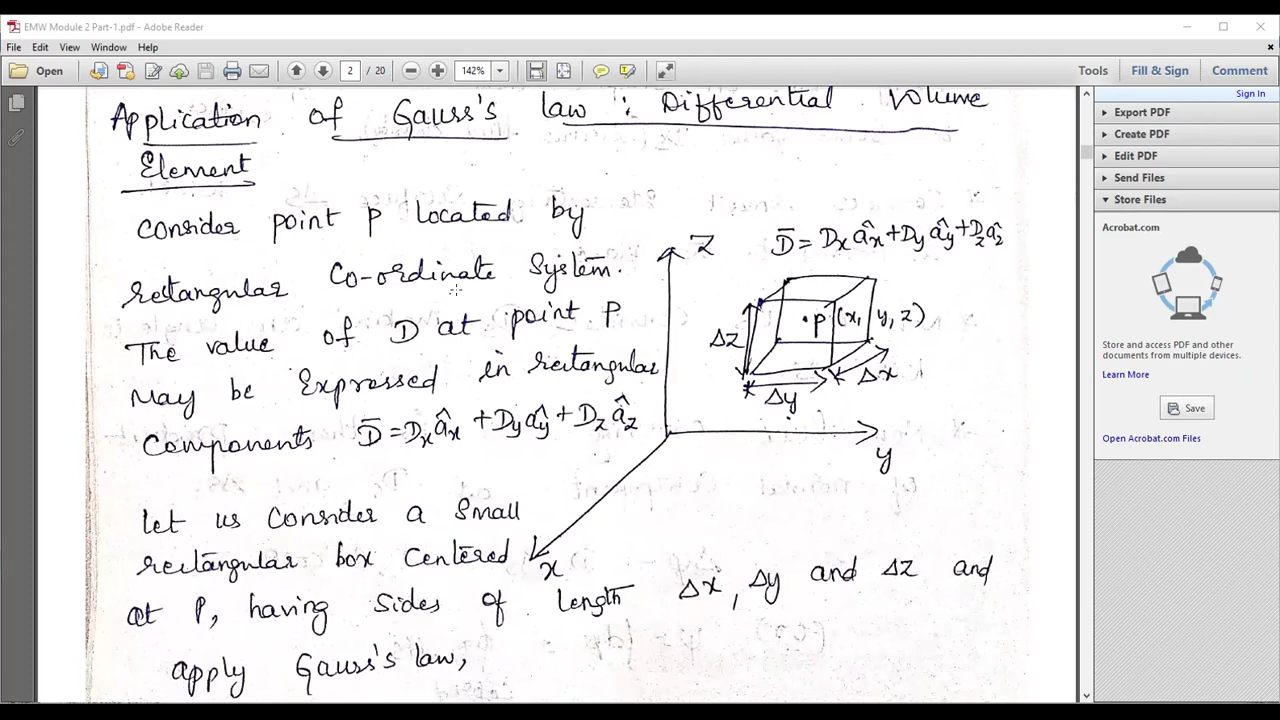 EMW Module 2 Part-1.pdf - Adobe Reader
File Edit View Window Help
Open 2 / 20 142% Tools Fill & Sign Comment
Sign In
Application of Gauss's law : Differential Volume
Element
Consider point P located by
rectangular Co-ordinate System.
The value of D at point P
may be Expressed in rectangular
Components D̄ = Dx âx + Dy ây + Dz âz
let us Consider a Small
rectangular box Centered
at P, having Sides of length Δx, Δy and Δz and
apply Gauss's law,
Z
D̄ = Dx âx + Dy ây + Dz âz
P (x, y, z)
Δz
Δx
Δy
y
x
Export PDF
Create PDF
Edit PDF
Send Files
Store Files
Acrobat.com
Store and access PDF and other
documents from multiple devices.
Learn More
Save
Open Acrobat.com Files